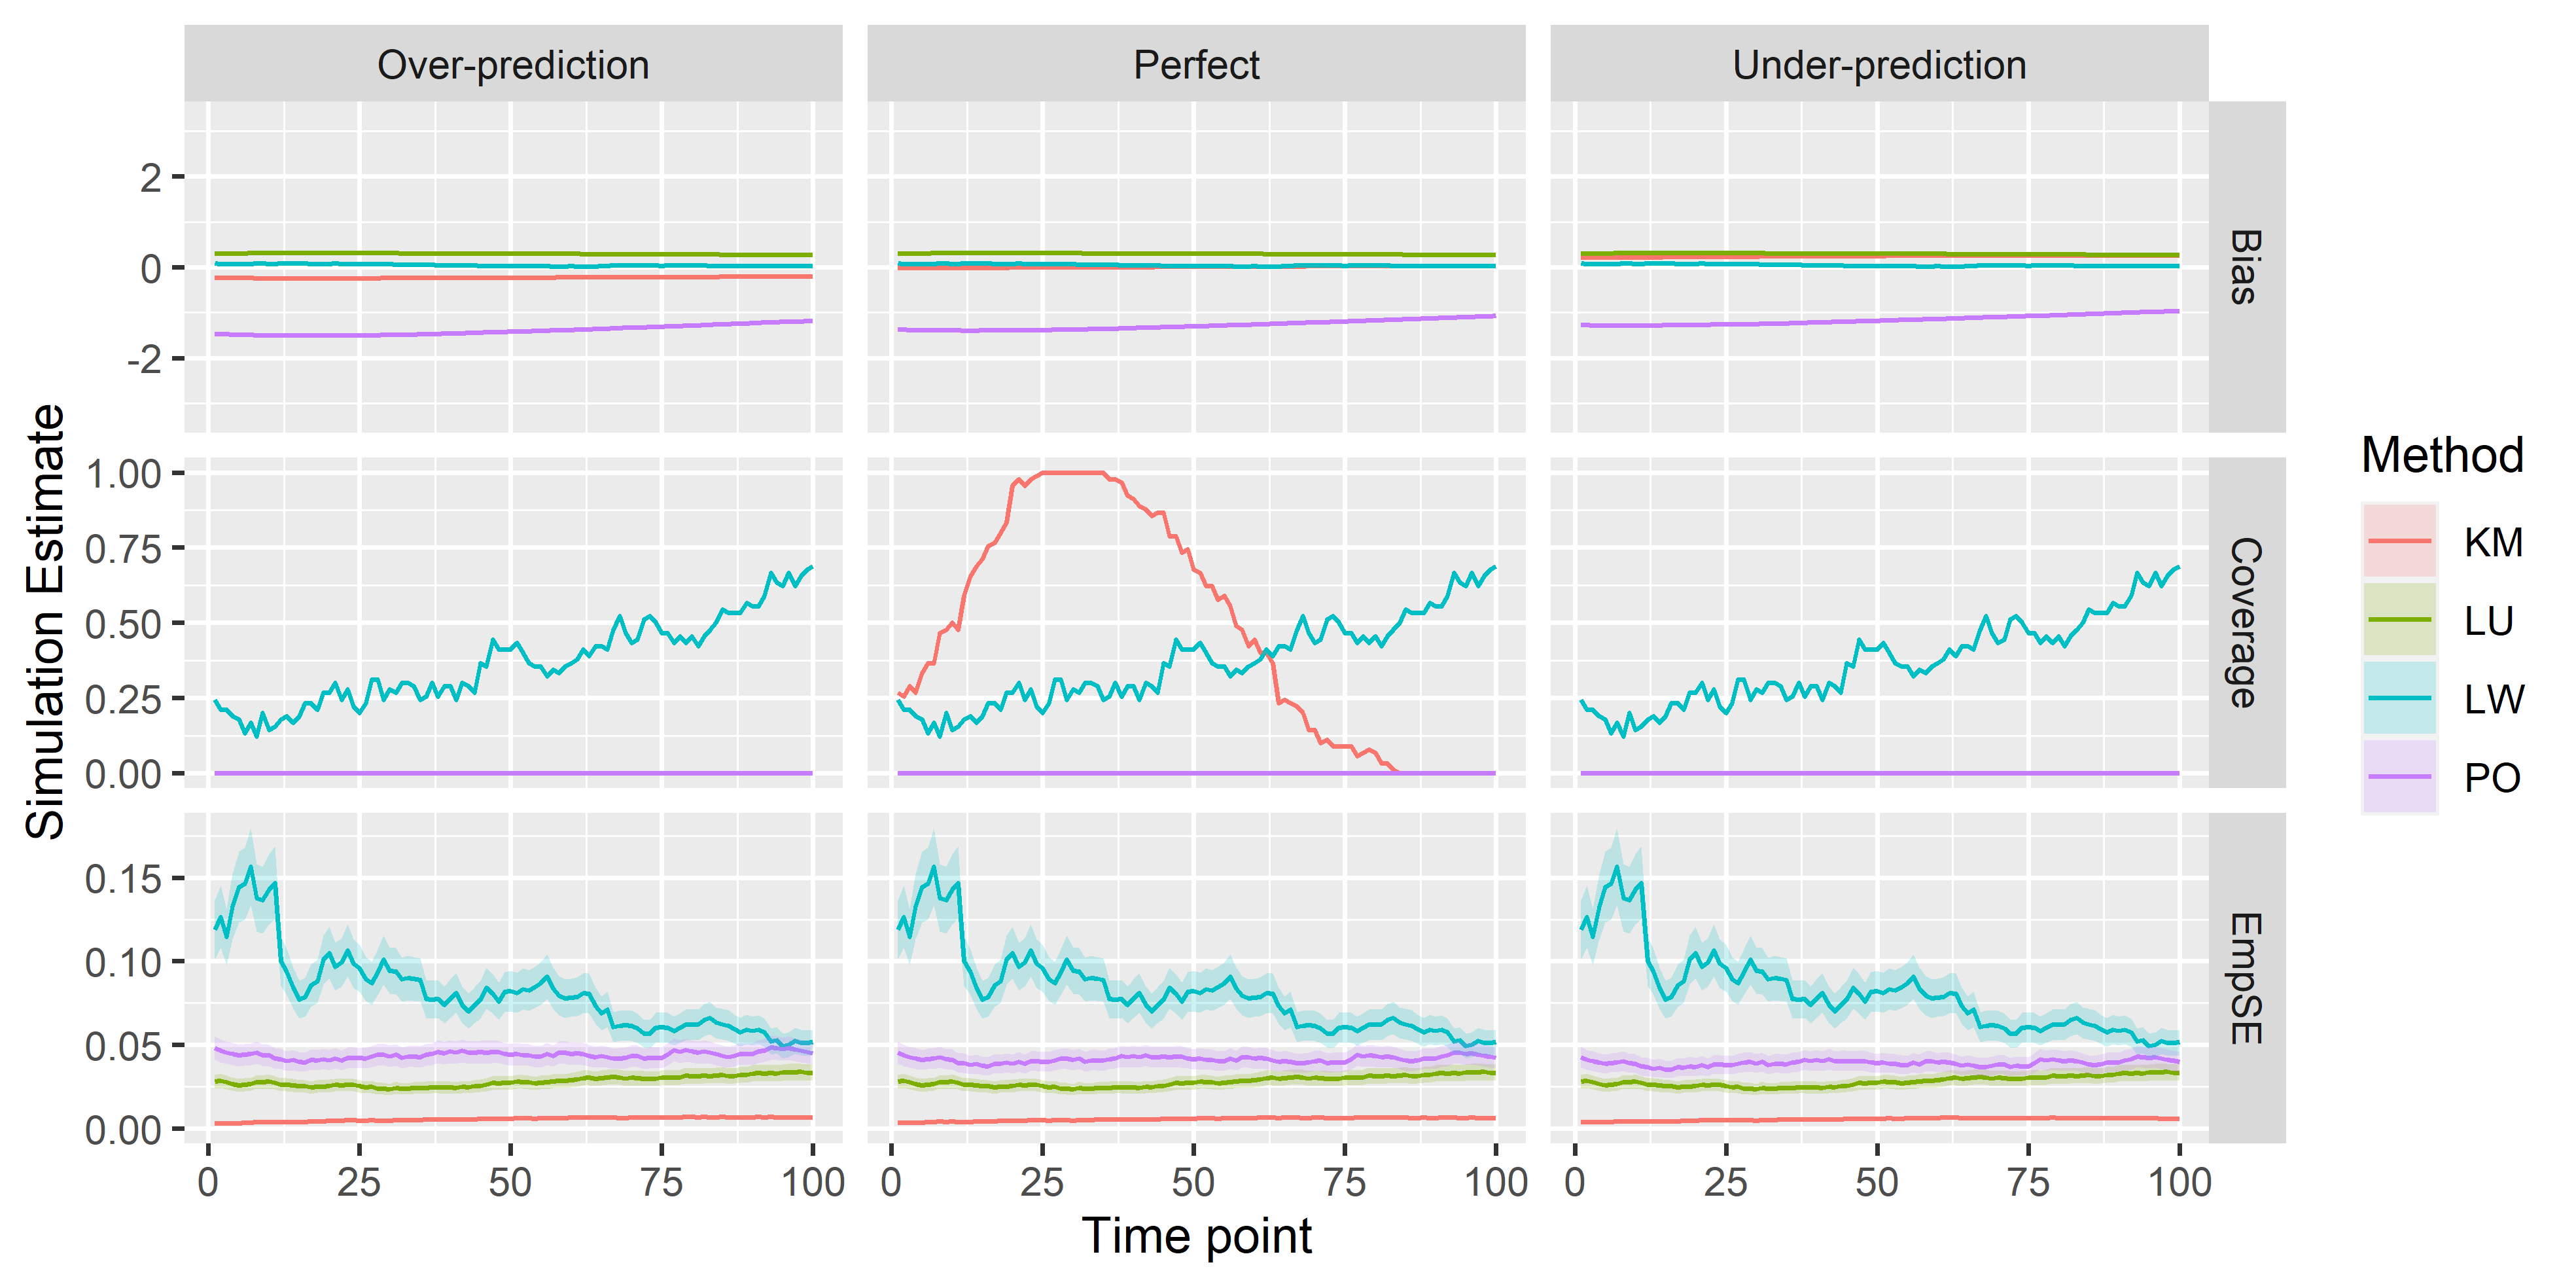 Over-prediction Perfect Under-prediction
2
0
-2
Bias
1.00
0.75
0.50
0.25
0.00
Coverage
0.15
0.10
0.05
0.00
EmpSE
0 25 50 75 100 0 25 50 75 100 0 25 50 75 100
Time point
Simulation Estimate
Method
KM
LU
LW
PO